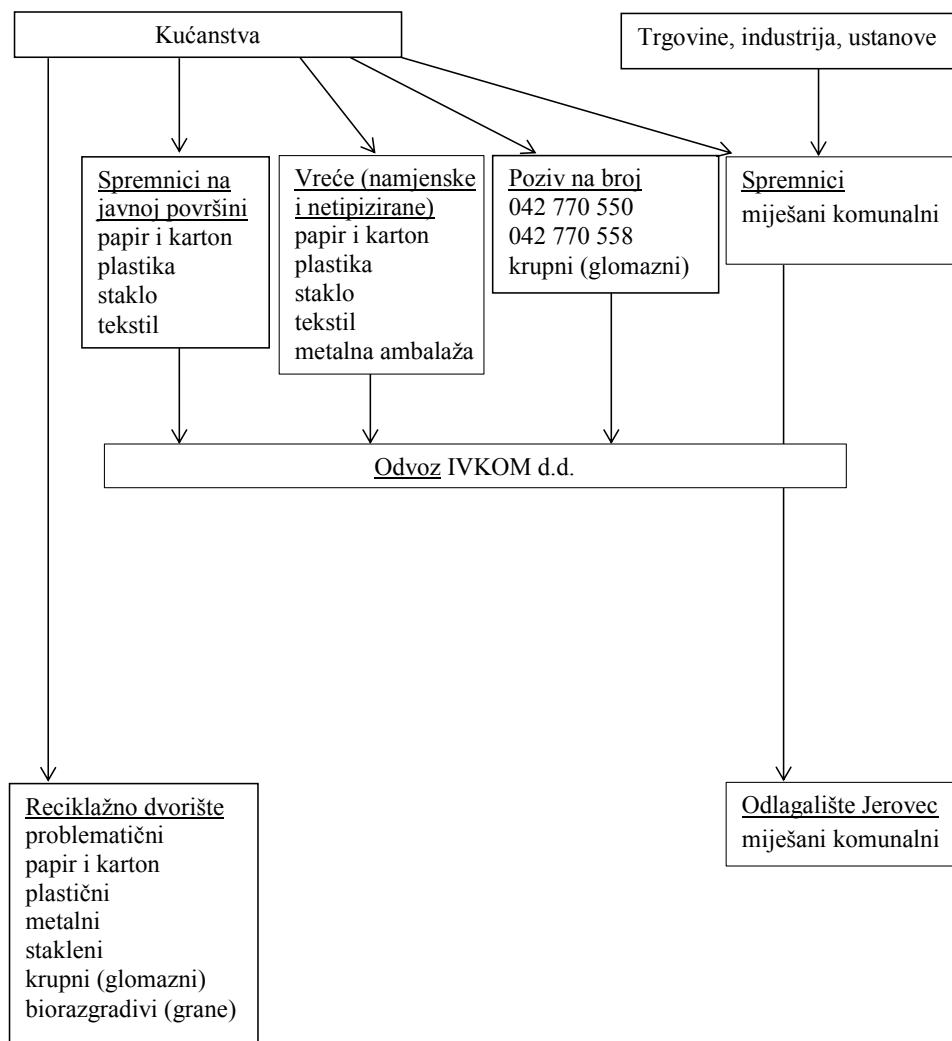 Kućanstva
Trgovine, industrija, ustanove
Spremnici na
javnoj površini
papir i karton
plastika
staklo
tekstil
Vreće (namjenske
i netipizirane)
papir i karton
plastika
staklo
tekstil
metalna ambalaža
Poziv na broj
042 770 550
042 770 558
krupni (glomazni)
Spremnici
miješani komunalni
Odvoz IVKOM d.d.
Reciklažno dvorište
problematični
papir i karton
plastični
metalni
stakleni
krupni (glomazni)
biorazgradivi (grane)
Odlagalište Jerovec
miješani komunalni